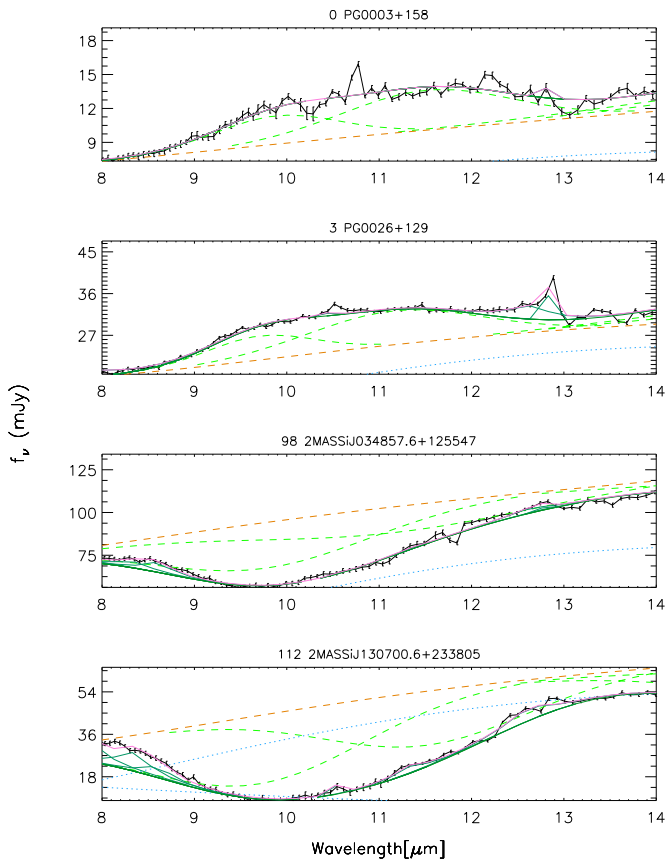 0 PG0003+158
18
15
12
9
8 9 10 11 12 13 14
3 PG0026+129
45
36
27
8 9 10 11 12 13 14
f_ν (mJy)
98 2MASSiJ034857.6+125547
125
100
75
8 9 10 11 12 13 14
112 2MASSiJ130700.6+233805
54
36
18
8 9 10 11 12 13 14
Wavelength[μm]